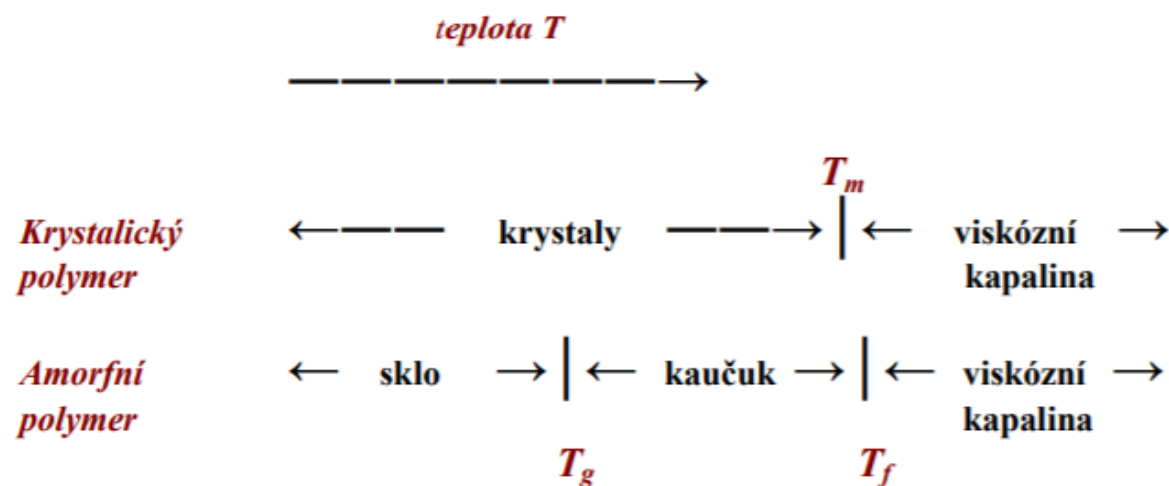 teplota T
T_m
Krystalický ←—— krystaly ——→ | ← viskózní →
polymer kapalina
Amorfní ← sklo → | ← kaučuk → | ← viskózní →
polymer kapalina
T_g T_f